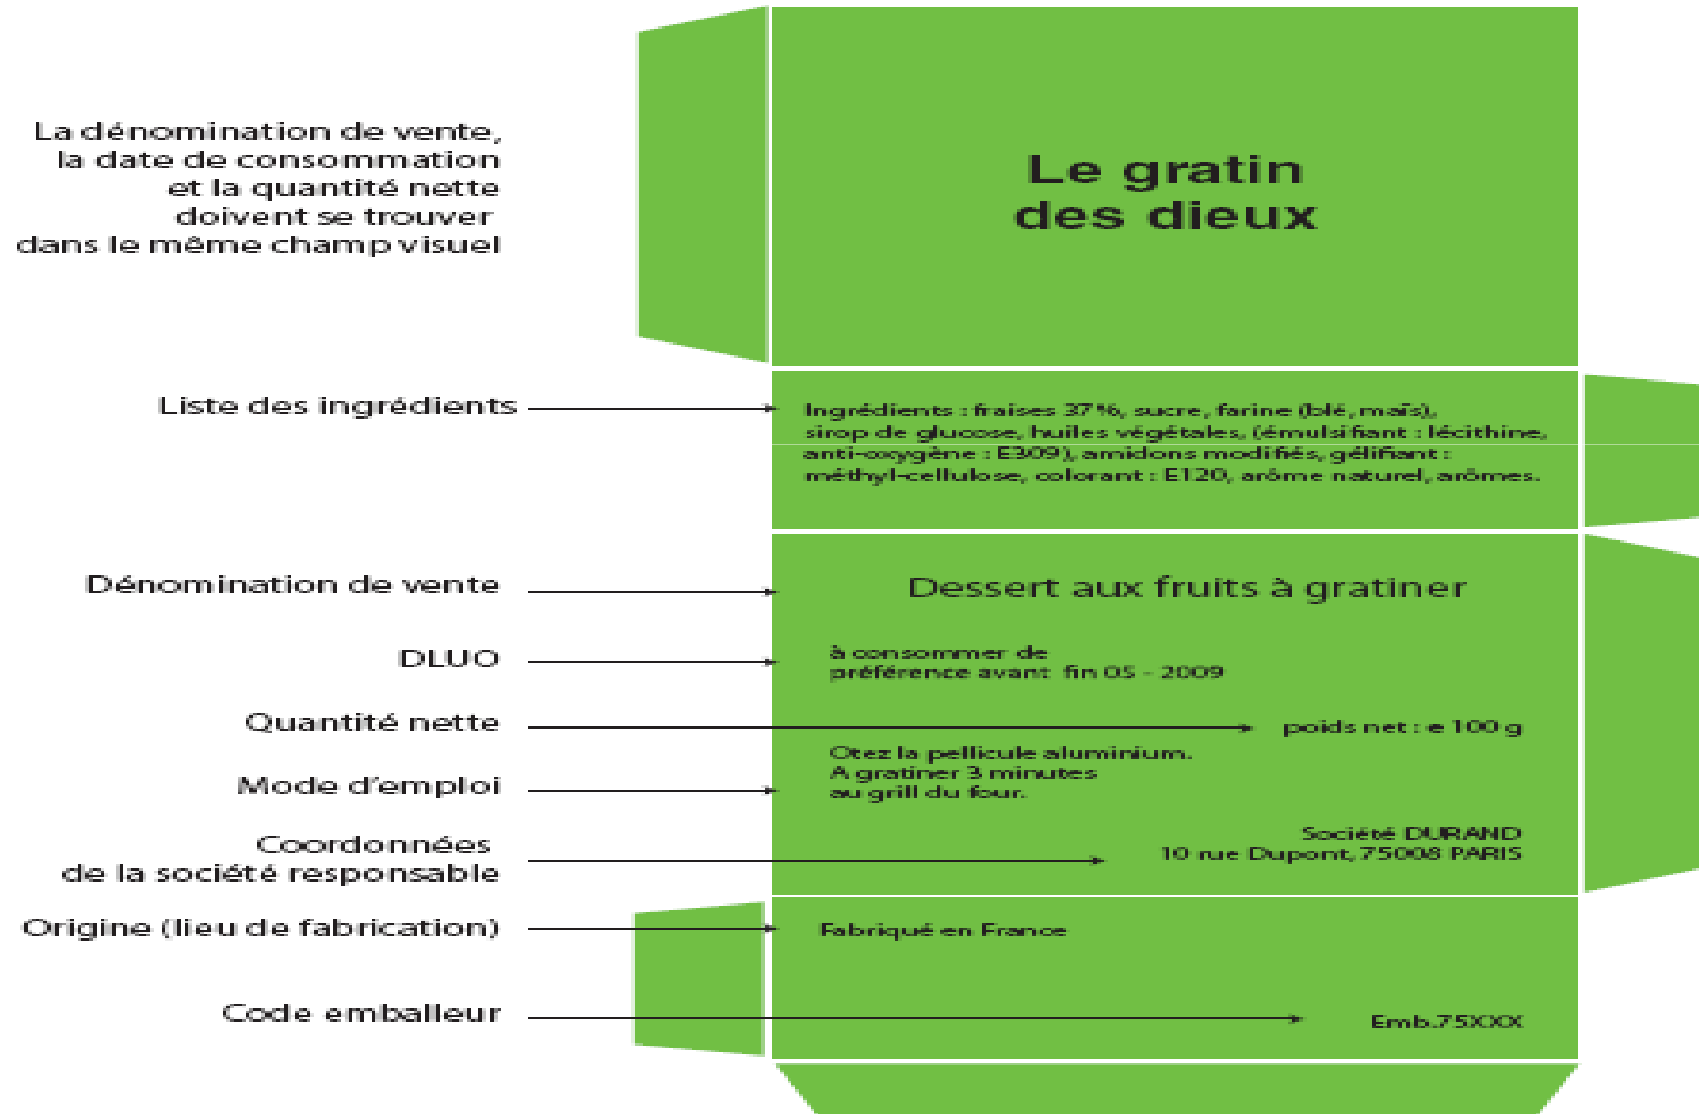 La dénomination de vente,
la date de consommation
et la quantité nette
doivent se trouver
dans le même champ visuel
Le gratin
des dieux
Liste des ingrédients
Ingrédients : fraises 37%, sucre, farine (blé, maïs),
sirop de glucose, huiles végétales, (émulsifiant : lécithine,
anti-oxygène : E309), amidons modifiés, gélifiant :
méthyl-cellulose, colorant : E120, arôme naturel, arômes.
Dénomination de vente
Dessert aux fruits à gratiner
DLUO
à consommer de
préférence avant fin 05 - 2009
Quantité nette
poids net : e 100 g
Mode d'emploi
Otez la pellicule aluminium.
A gratiner 3 minutes
au grill du four.
Coordonnées
de la société responsable
Société DURAND
10 rue Dupont, 75008 PARIS
Origine (lieu de fabrication)
Fabriqué en France
Code emballeur
Emb.75XXX